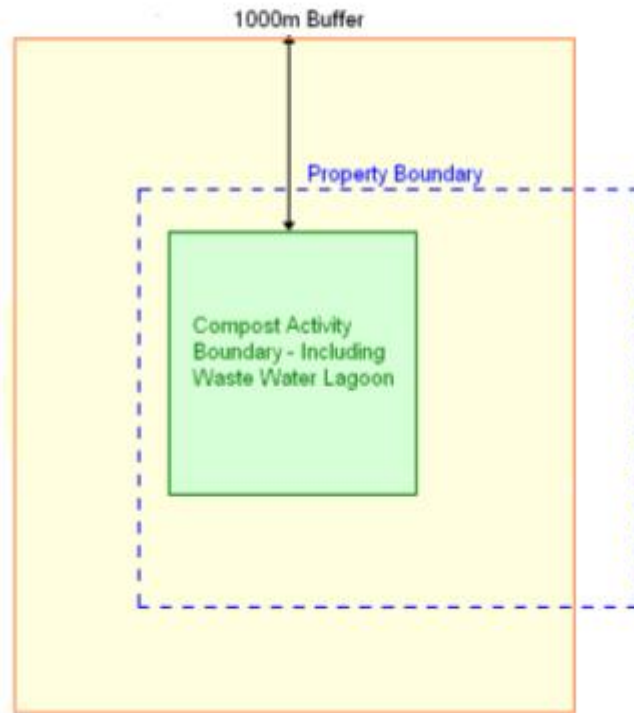 1000m Buffer
Property Boundary
Compost Activity
Boundary - Including
Waste Water Lagoon